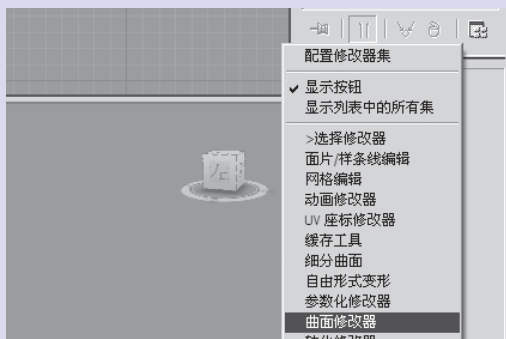 配置修改器集
显示按钮
显示列表中的所有集
>选择修改器
面片/样条线编辑
网格编辑
动画修改器
UV 座标修改器
缓存工具
细分曲面
自由形式变形
参数化修改器
曲面修改器
左